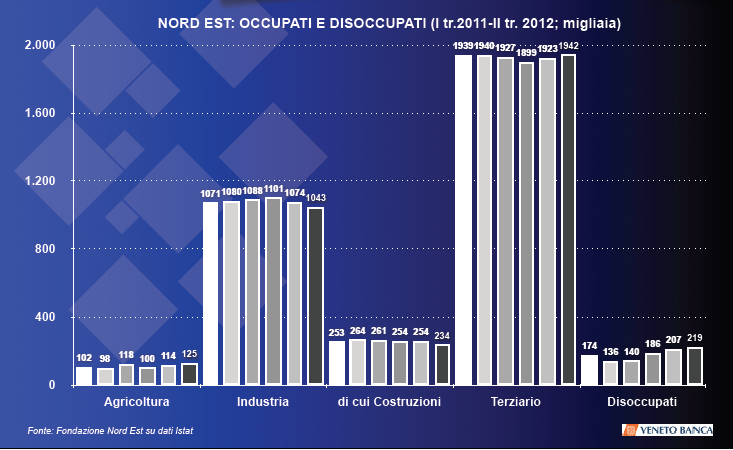 NORD EST: OCCUPATI E DISOCCUPATI (I tr.2011-II tr. 2012; migliaia)
2.000
1.600
1.200
800
400
0
102 98 118 100 114 125
1071 1080 1088 1101 1074 1043
253 264 261 254 254 234
1939 1940 1927 1899 1923 1942
174 136 140 186 207 219
Agricoltura Industria di cui Costruzioni Terziario Disoccupati
Fonte: Fondazione Nord Est su dati Istat
VENETO BANCA